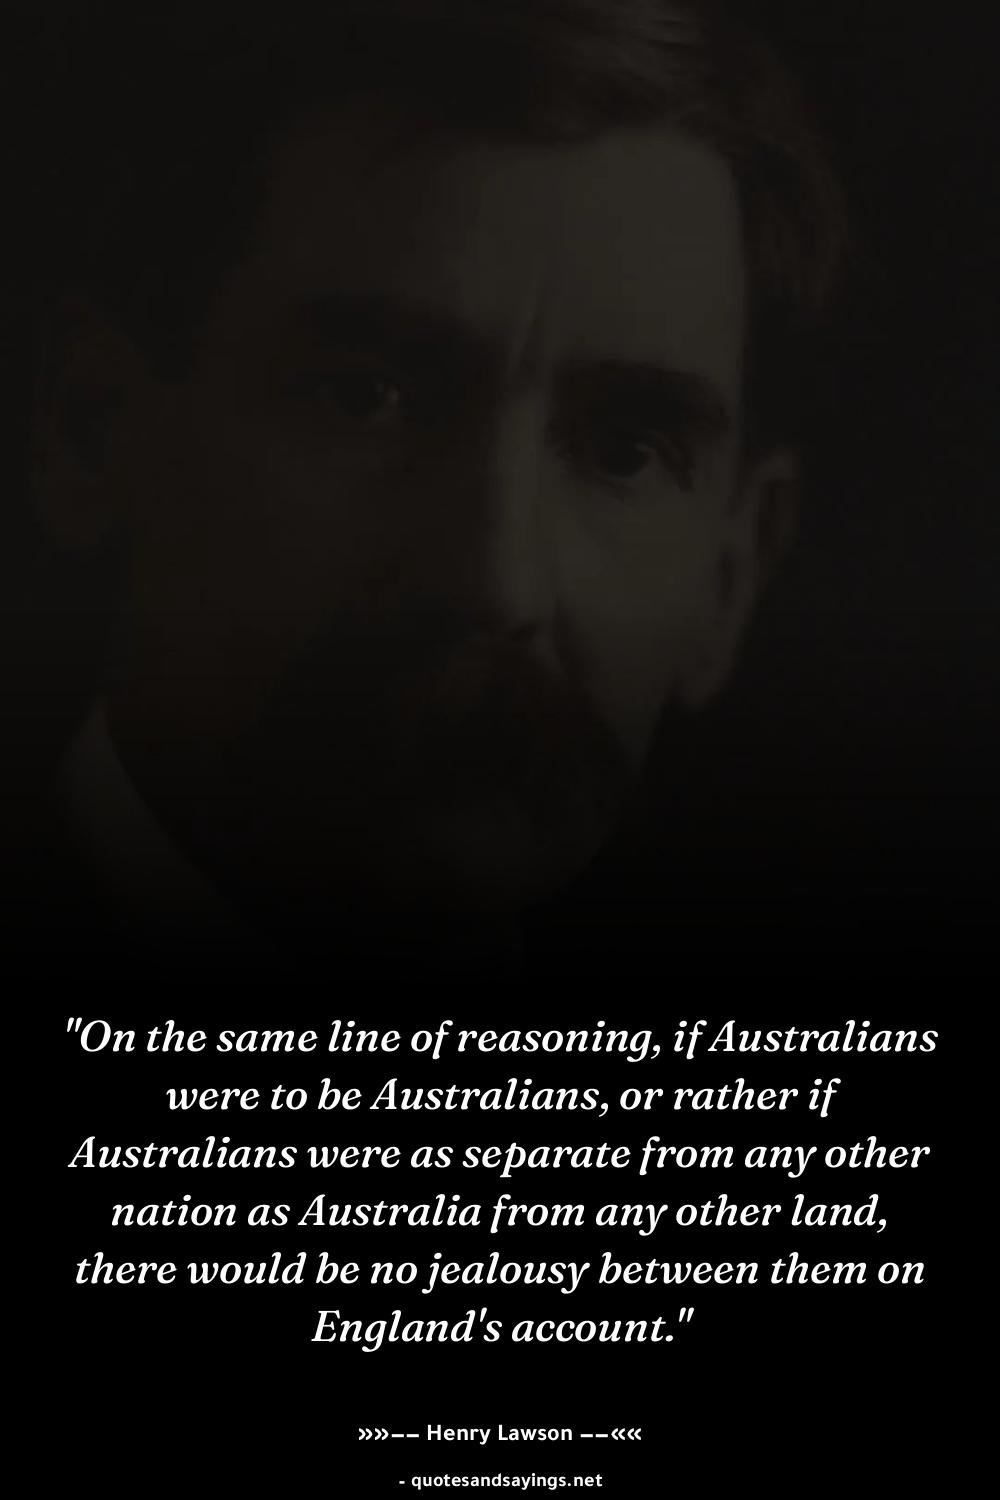 "On the same line of reasoning, if Australians
were to be Australians, or rather if
Australians were as separate from any other
nation as Australia from any other land,
there would be no jealousy between them on
England's account."
»»−− Henry Lawson −−««
- quotesandsayings.net